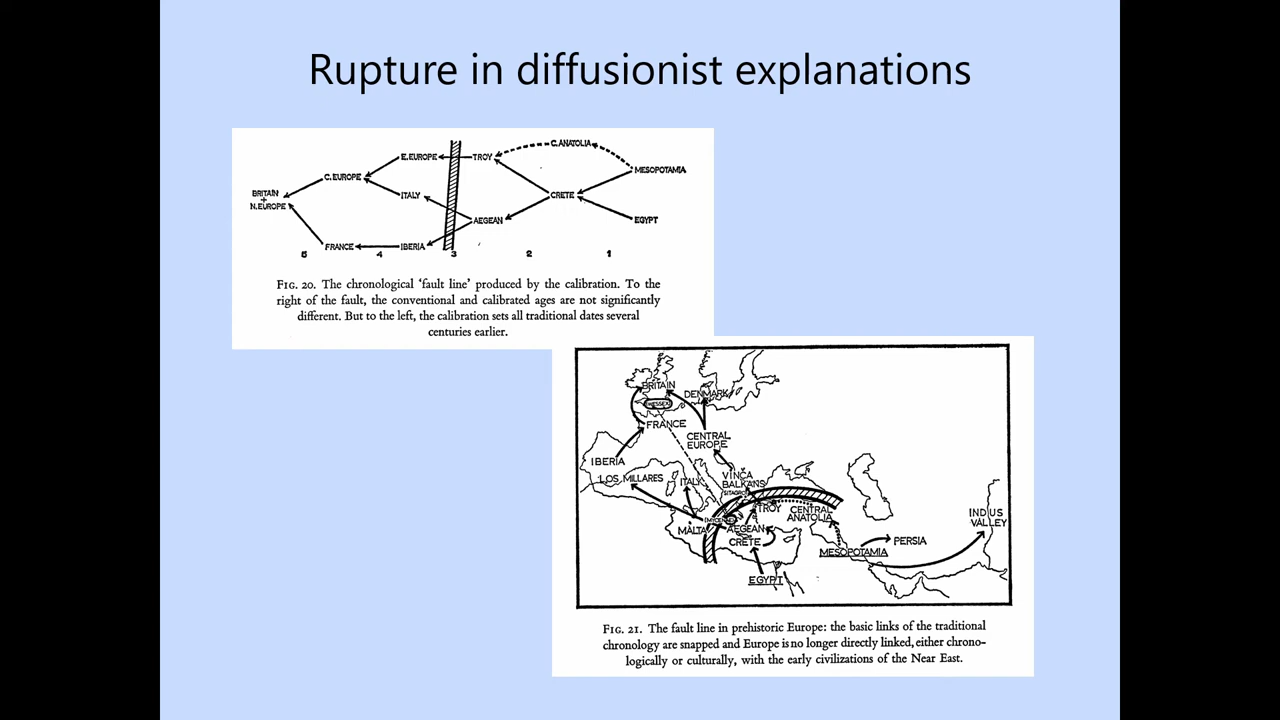 Rupture in diffusionist explanations
E.EUROPE
TROY
C.ANATOLIA
MESOPOTAMIA
C.EUROPE
BRITAIN
+
N.EUROPE
ITALY
CRETE
AEGEAN
EGYPT
FRANCE
IBERIA
5 4 3 2 1
FIG. 20. The chronological ‘fault line’ produced by the calibration. To the
right of the fault, the conventional and calibrated ages are not significantly
different. But to the left, the calibration sets all traditional dates several
centuries earlier.
BRITAIN
DENMARK
(WESSEX)
FRANCE
CENTRAL
EUROPE
IBERIA
LOS MILLARES
ITALY
VINCA
BALKANS
SITAGROI
TROY
CENTRAL
ANATOLIA
INDUS
VALLEY
MALTA
(MYCENAE)
AEGEAN
CRETE
MESOPOTAMIA
PERSIA
EGYPT
FIG. 21. The fault line in prehistoric Europe: the basic links of the traditional
chronology are snapped and Europe is no longer directly linked, either chrono-
logically or culturally, with the early civilizations of the Near East.